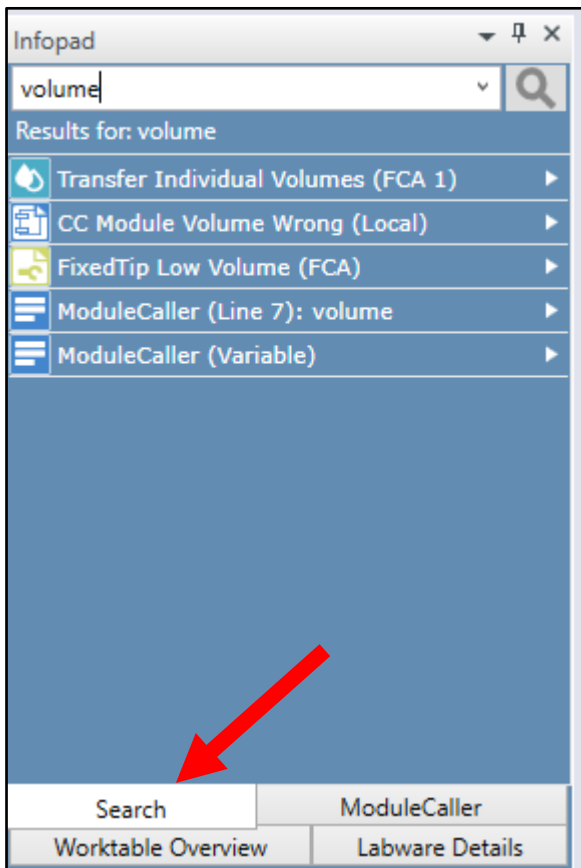 Infopad
volume
Results for: volume
Transfer Individual Volumes (FCA 1)
CC Module Volume Wrong (Local)
FixedTip Low Volume (FCA)
ModuleCaller (Line 7): volume
ModuleCaller (Variable)
Search
ModuleCaller
Worktable Overview
Labware Details